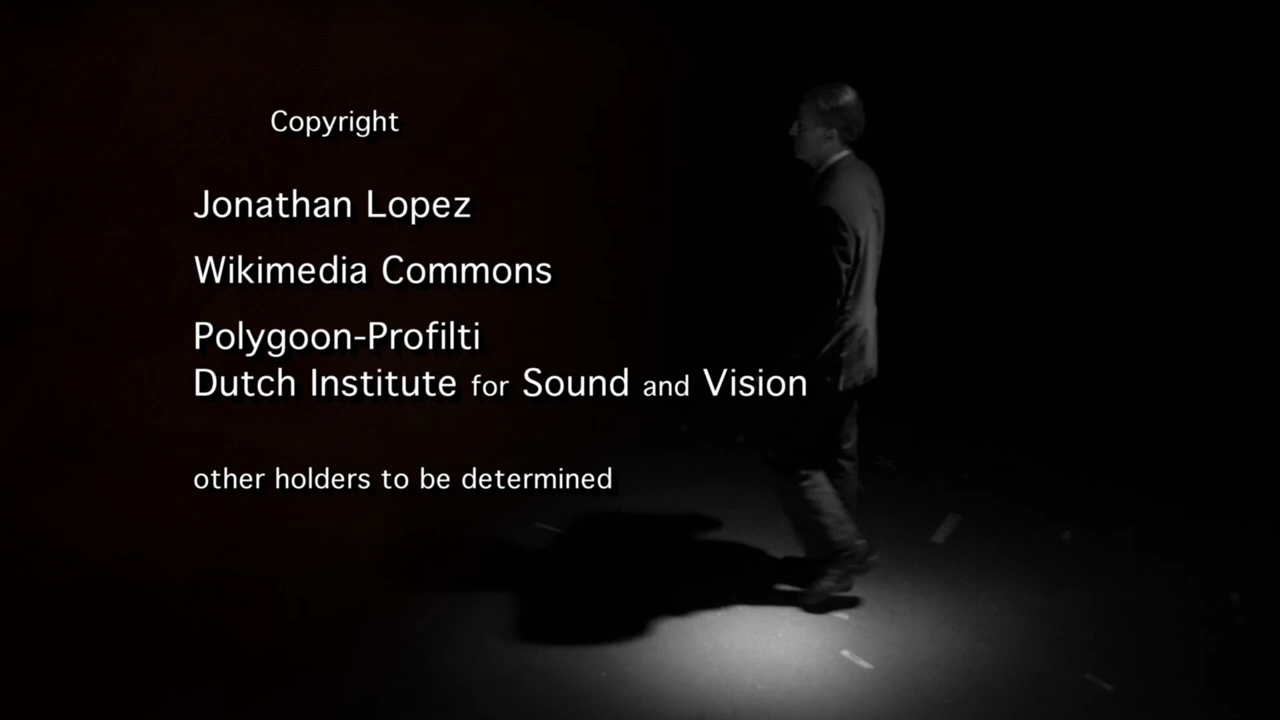 Copyright
Jonathan Lopez
Wikimedia Commons
Polygoon-Profilti
Dutch Institute for Sound and Vision
other holders to be determined